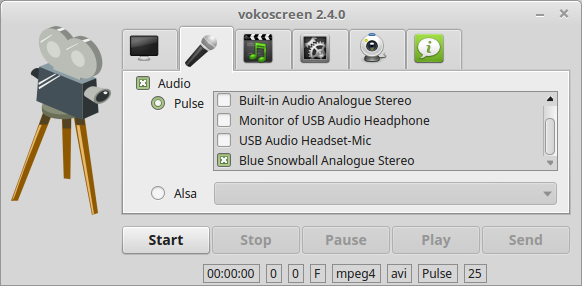 vokoscreen 2.4.0
Audio
Pulse
Built-in Audio Analogue Stereo
Monitor of USB Audio Headphone
USB Audio Headset-Mic
Blue Snowball Analogue Stereo
Alsa
Start Stop Pause Play Send
00:00:00 0 0 F mpeg4 avi Pulse 25